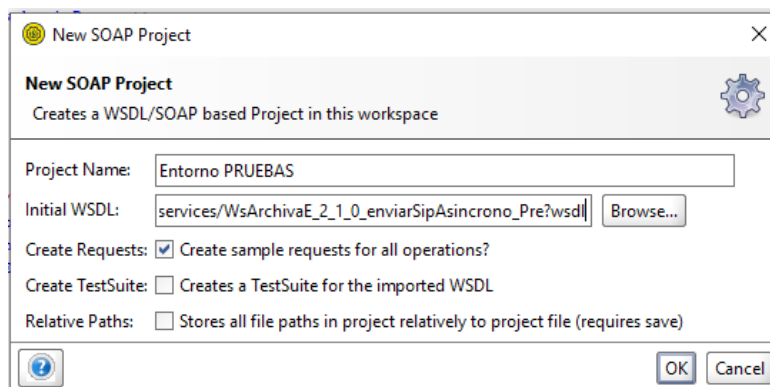 New SOAP Project
New SOAP Project
Creates a WSDL/SOAP based Project in this workspace
Project Name: Entorno PRUEBAS
Initial WSDL: services/WsArchivaE_2_1_0_enviarSipAsincrono_Pre?wsdl Browse...
Create Requests: Create sample requests for all operations?
Create TestSuite: Creates a TestSuite for the imported WSDL
Relative Paths: Stores all file paths in project relatively to project file (requires save)
OK Cancel